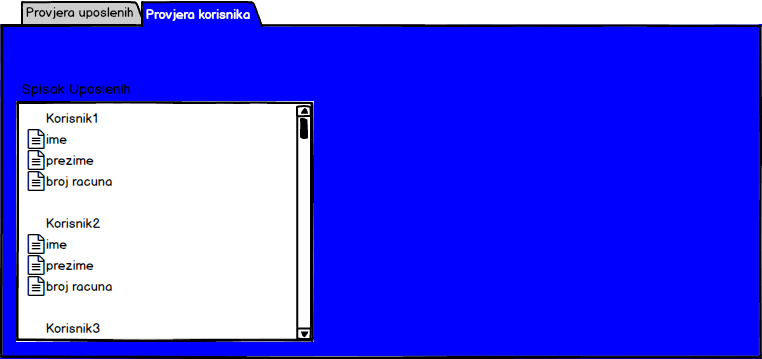 Provjera uposlenih
Provjera korisnika
Spisak Uposlenih
Korisnik1
ime
prezime
broj racuna
Korisnik2
ime
prezime
broj racuna
Korisnik3